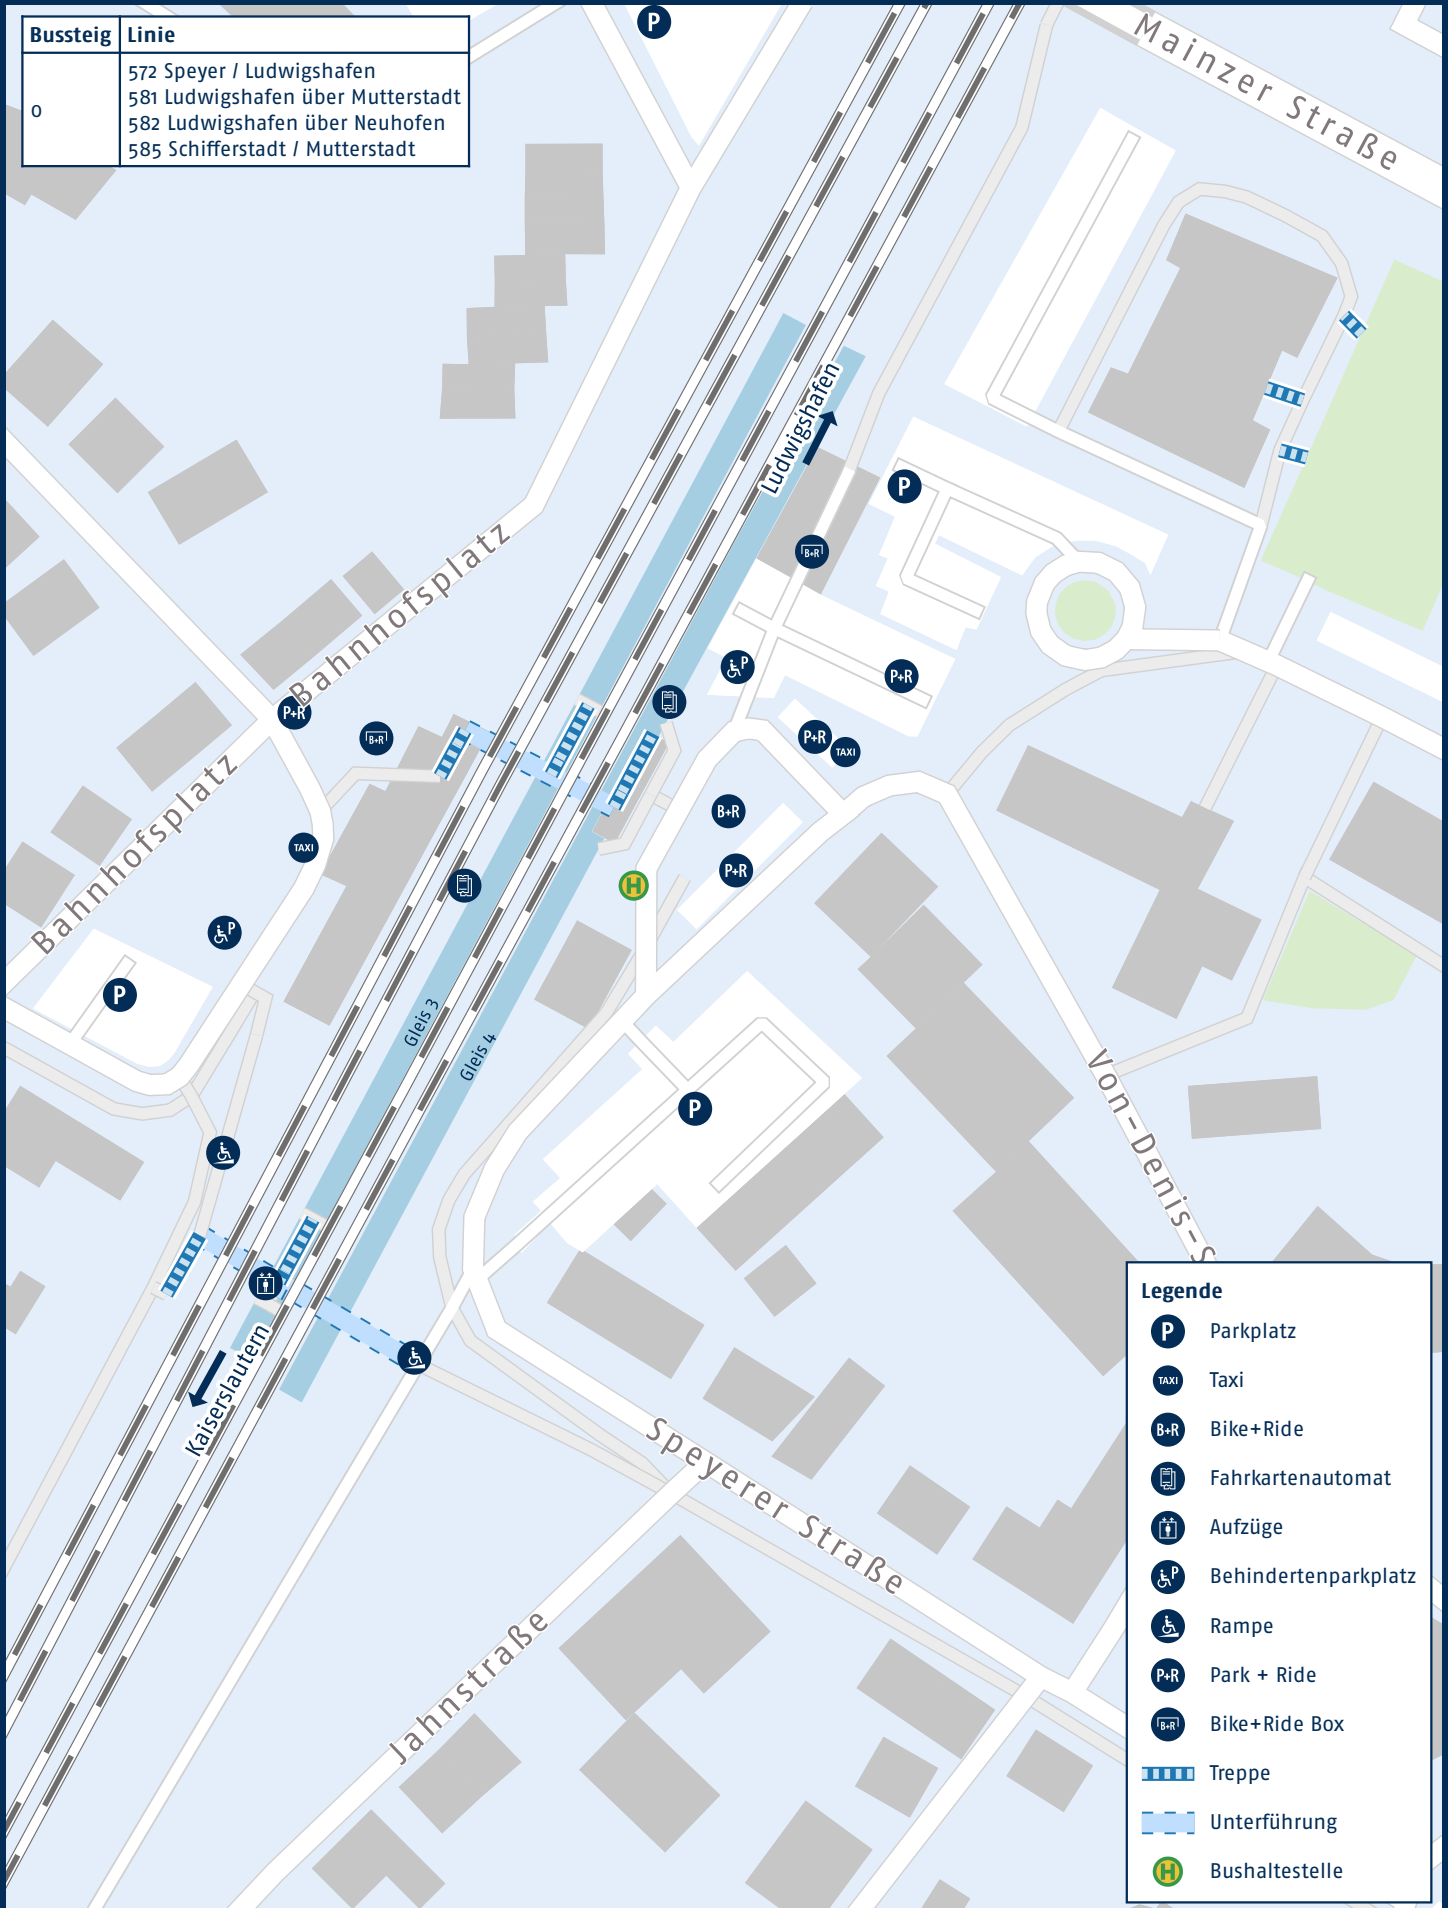 Bussteig Linie
0
572 Speyer / Ludwigshafen
581 Ludwigshafen über Mutterstadt
582 Ludwigshafen über Neuhofen
585 Schifferstadt / Mutterstadt
P
Mainzer Straße
Ludwigshafen
P
B+R
Bahnhofsplatz
P
P+R
P+R
B+R
P+R
TAXI
Bahnhofsplatz
B+R
TAXI
P+R
H
P
P
Gleis 3
Gleis 4
P
Von-Denis-S
Kaiserslautern
Speyerer Straße
Jahnstraße
Legende
P Parkplatz
TAXI Taxi
B+R Bike+Ride
Fahrkartenautomat
Aufzüge
P Behindertenparkplatz
Rampe
P+R Park + Ride
B+R Bike+Ride Box
Treppe
Unterführung
H Bushaltestelle